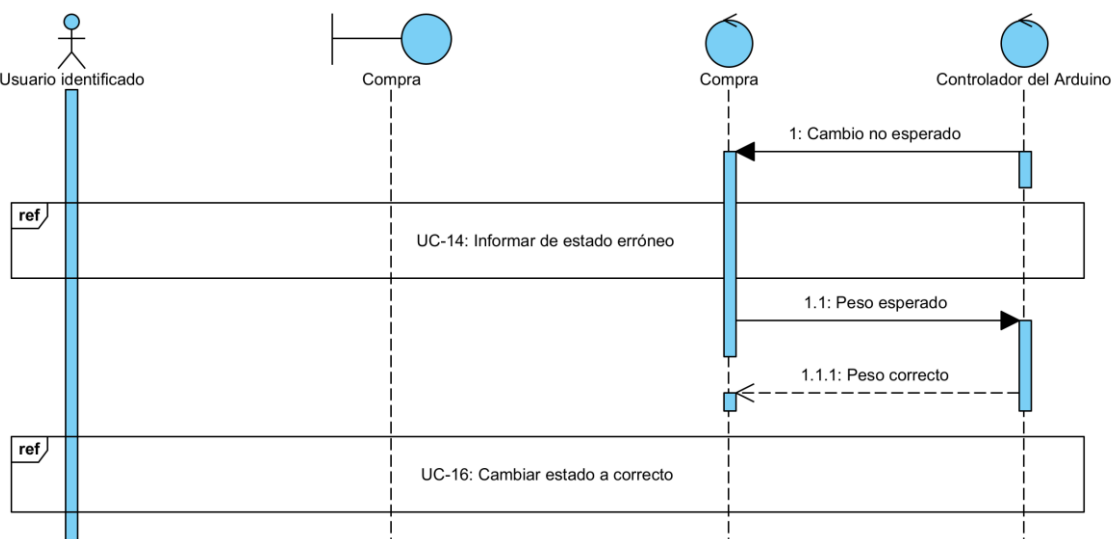 Usuario identificado
Compra
Compra
Controlador del Arduino
1: Cambio no esperado
ref
UC-14: Informar de estado erróneo
1.1: Peso esperado
1.1.1: Peso correcto
ref
UC-16: Cambiar estado a correcto